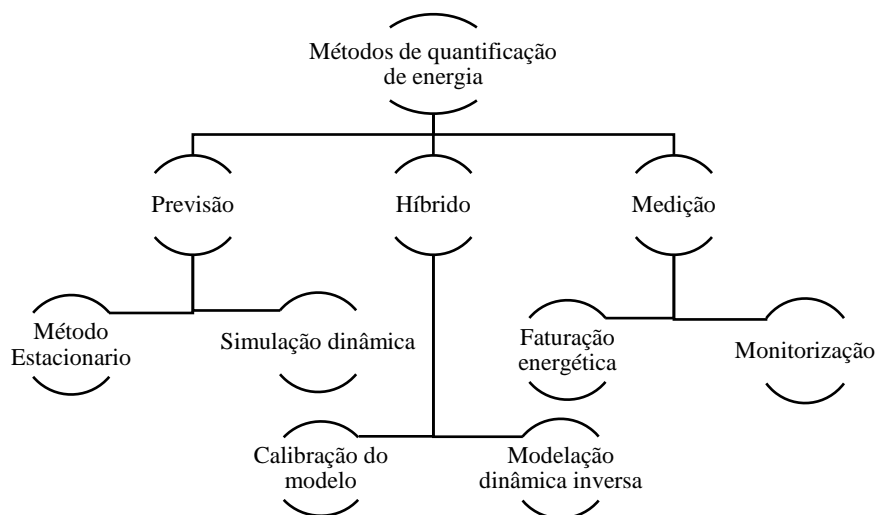 Métodos de quantificação
de energia
Previsão
Híbrido
Medição
Método
Estacionario
Simulação dinâmica
Faturação
energética
Monitorização
Calibração do
modelo
Modelação
dinâmica inversa